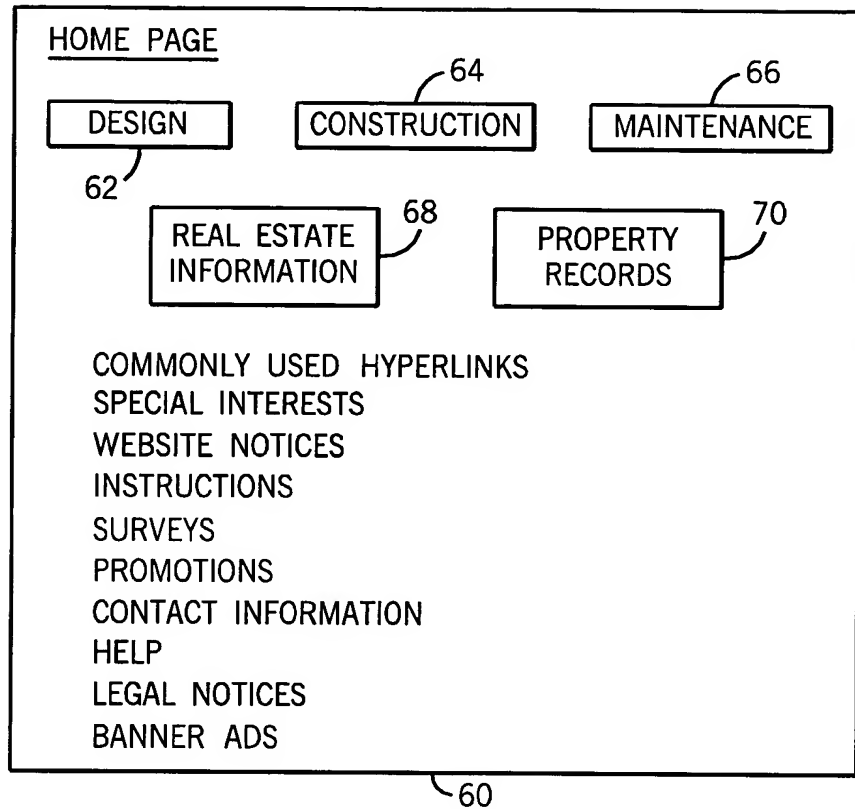 HOME PAGE
64
66
DESIGN
CONSTRUCTION
MAINTENANCE
62
68
70
REAL ESTATE
INFORMATION
PROPERTY
RECORDS
COMMONLY USED HYPERLINKS
SPECIAL INTERESTS
WEBSITE NOTICES
INSTRUCTIONS
SURVEYS
PROMOTIONS
CONTACT INFORMATION
HELP
LEGAL NOTICES
BANNER ADS
60